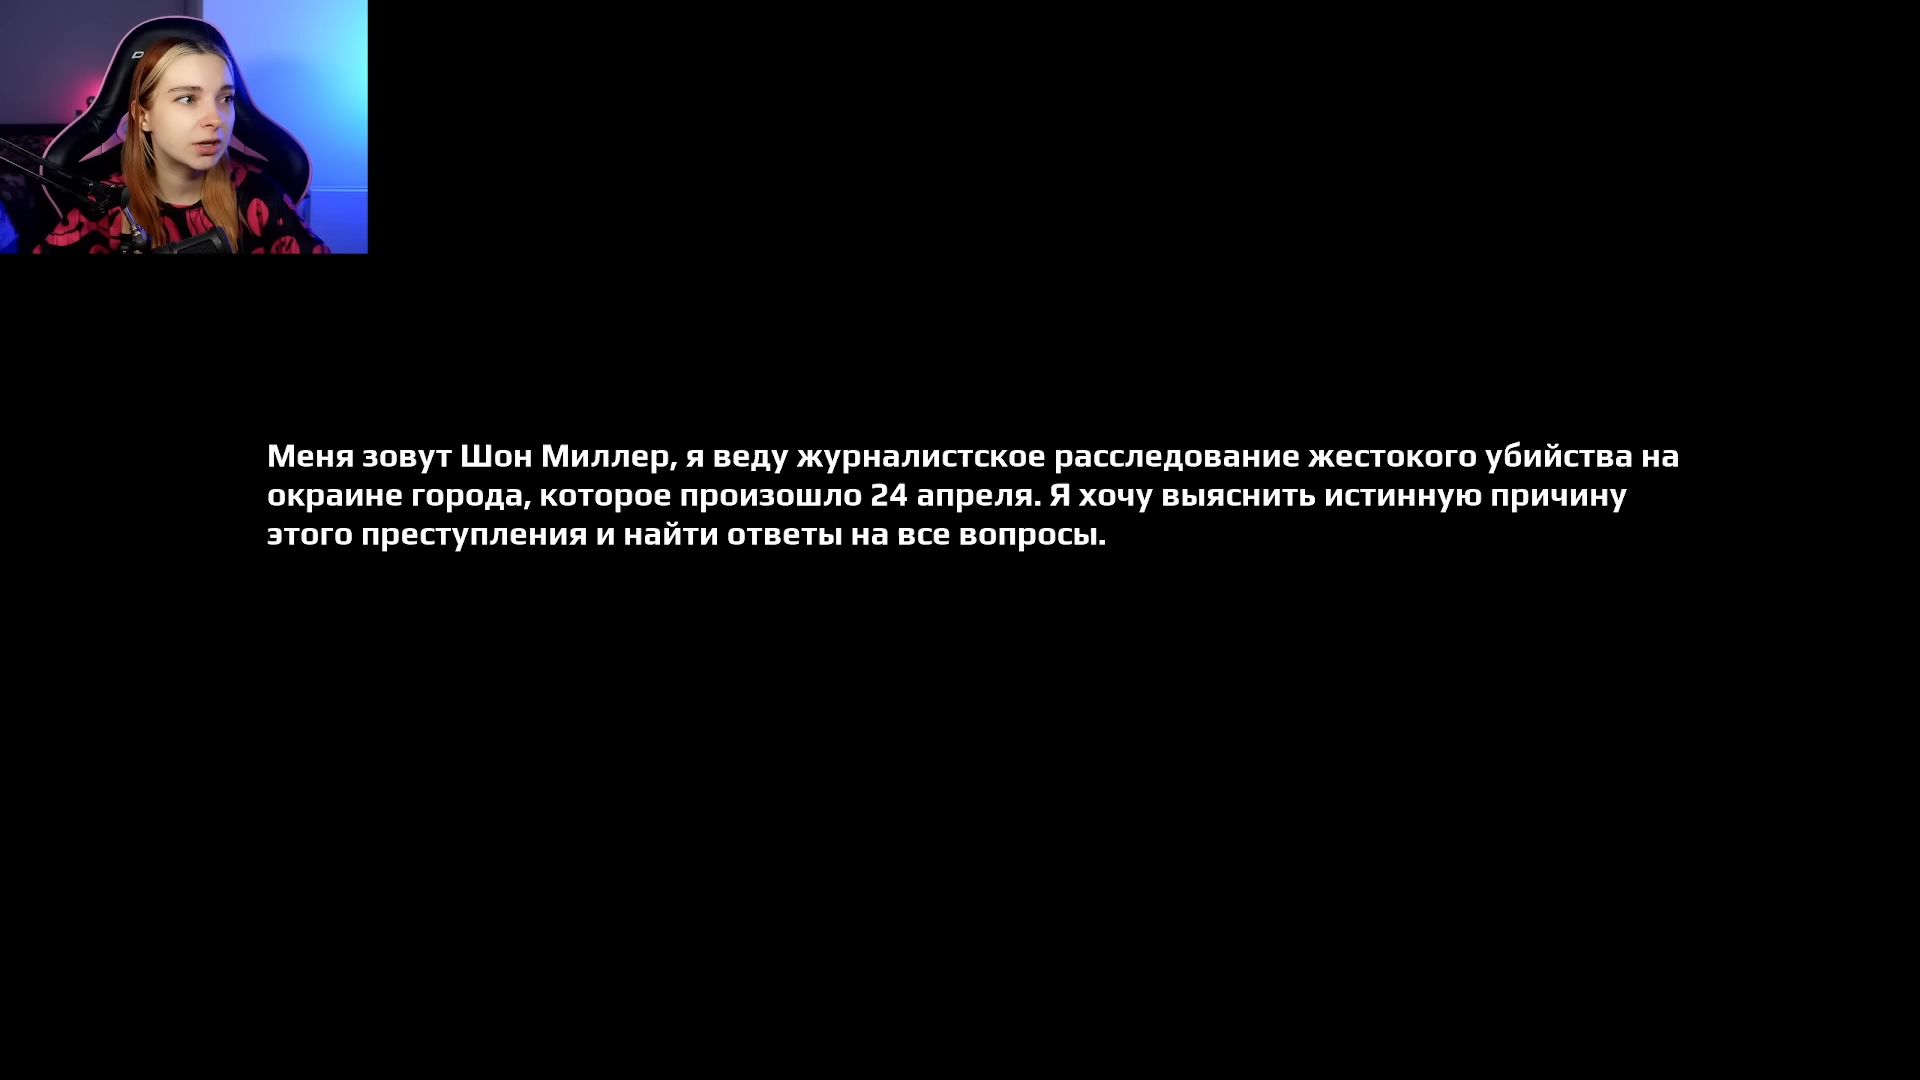 Меня зовут Шон Миллер, я веду журналистское расследование жестокого убийства на
окраине города, которое произошло 24 апреля. Я хочу выяснить истинную причину
этого преступления и найти ответы на все вопросы.